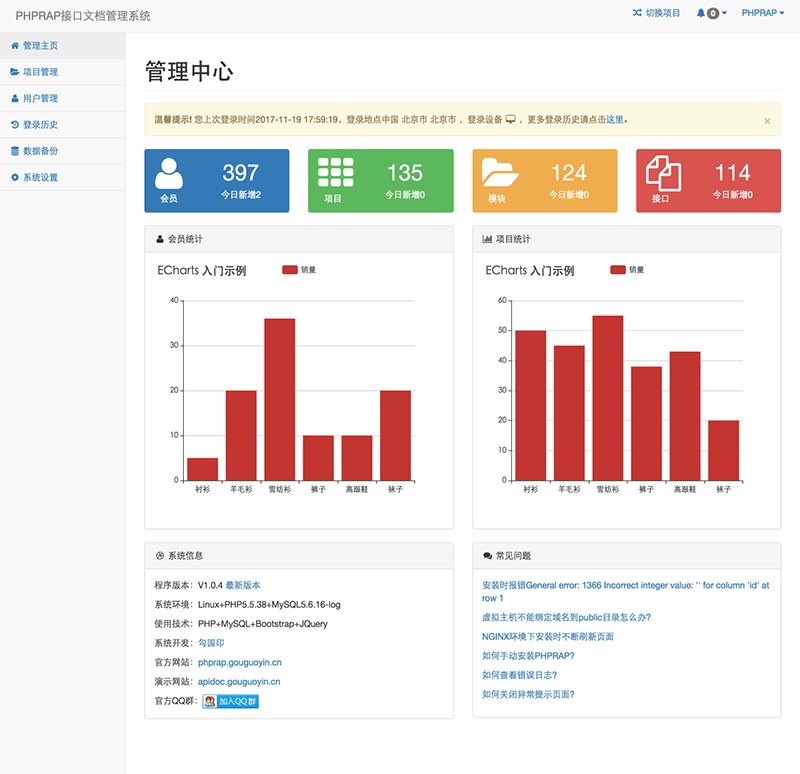 PHPRAP接口文档管理系统
切换项目
0
PHPRAP
管理主页
项目管理
用户管理
登录历史
数据备份
系统设置
管理中心
温馨提示! 您上次登录时间2017-11-19 17:59:19，登录地点中国 北京市 北京市 ，登录设备 ，更多登录历史请点击这里。
×
397
会员
今日新增2
135
项目
今日新增0
124
模块
今日新增0
114
接口
今日新增0
会员统计
ECharts 入门示例
销量
40
30
20
10
0
衬衫 羊毛衫 雪纺衫 裤子 高跟鞋 袜子
项目统计
ECharts 入门示例
销量
60
50
40
30
20
10
0
衬衫 羊毛衫 雪纺衫 裤子 高跟鞋 袜子
系统信息
程序版本：V1.0.4 最新版本
系统环境：Linux+PHP5.5.38+MySQL5.6.16-log
使用技术：PHP+MySQL+Bootstrap+JQuery
系统开发：勾国印
官方网站：phprap.gouguoyin.cn
演示网站：apidoc.gouguoyin.cn
官方QQ群：加入QQ群
常见问题
安装时报错General error: 1366 Incorrect integer value: '' for column 'id' at
row 1
虚拟主机不能绑定域名到public目录怎么办?
NGINX环境下安装时不断刷新页面
如何手动安装PHPRAP?
如何查看错误日志?
如何关闭异常提示页面?